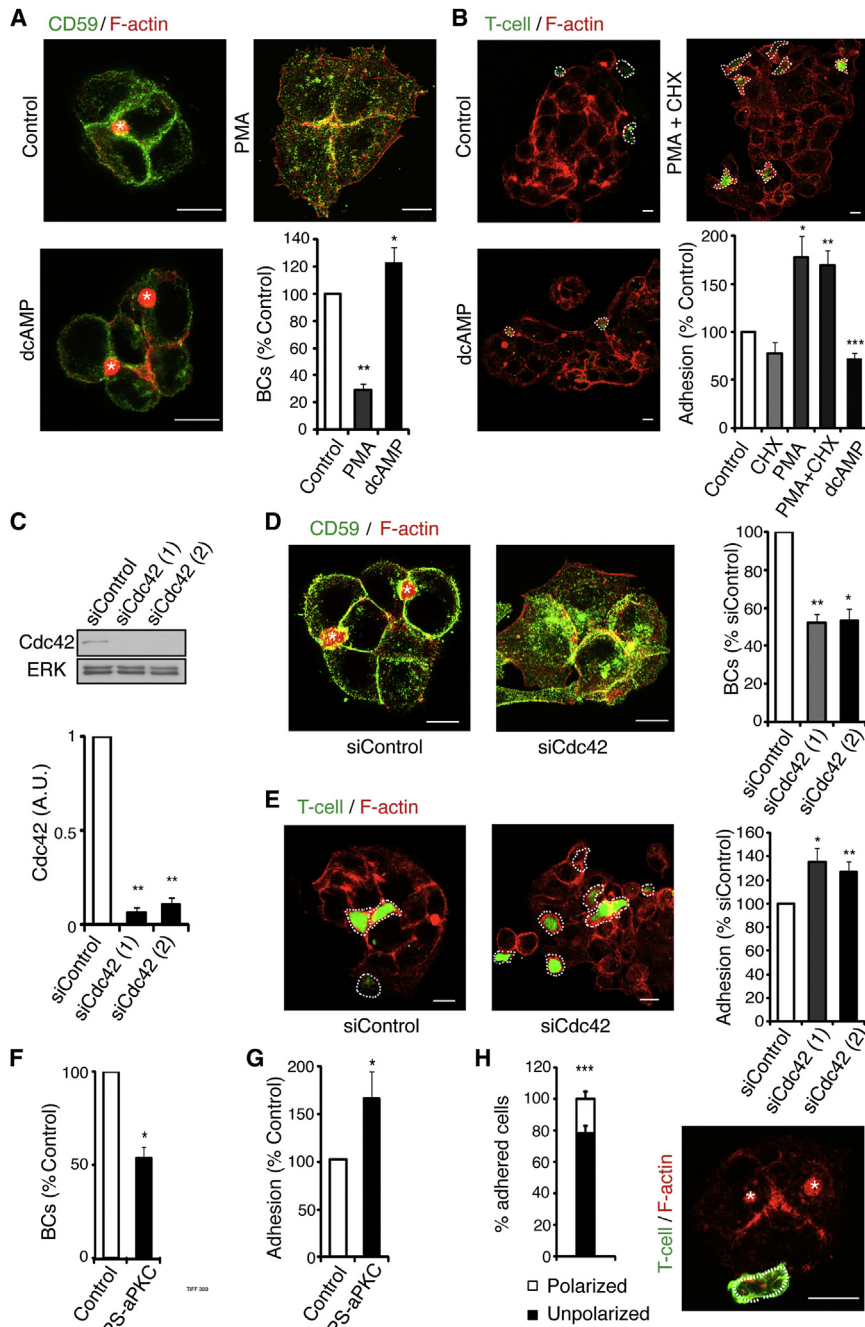 A
CD59/F-actin
Control
*
PMA
dcAMP
*
*
BCs (% Control)
140
120
100
80
60
40
20
0
**
*
Control
PMA
dcAMP
B
T-cell/F-actin
Control
PMA + CHX
dcAMP
Adhesion (% Control)
200
150
100
50
0
*
**
***
Control
CHX
PMA
PMA+CHX
dcAMP
C
siControl
siCdc42 (1)
siCdc42 (2)
Cdc42
ERK
Cdc42 (A.U.)
1
0.5
0
**
**
siControl
siCdc42 (1)
siCdc42 (2)
D
CD59 / F-actin
*
*
siControl
siCdc42
BCs (% siControl)
100
80
60
40
20
0
**
*
siControl
siCdc42 (1)
siCdc42 (2)
E
T-cell / F-actin
siControl
siCdc42
Adhesion (% siControl)
160
140
120
100
80
60
40
20
0
*
**
siControl
siCdc42 (1)
siCdc42 (2)
F
BCs (% Control)
100
50
0
*
Control
PS-aPKC
TIFF 300
G
Adhesion (% Control)
200
150
100
50
0
*
Control
PS-aPKC
H
% adhered cells
120
100
80
60
40
20
0
***
Polarized
Unpolarized
T-cell/F-actin
*
*